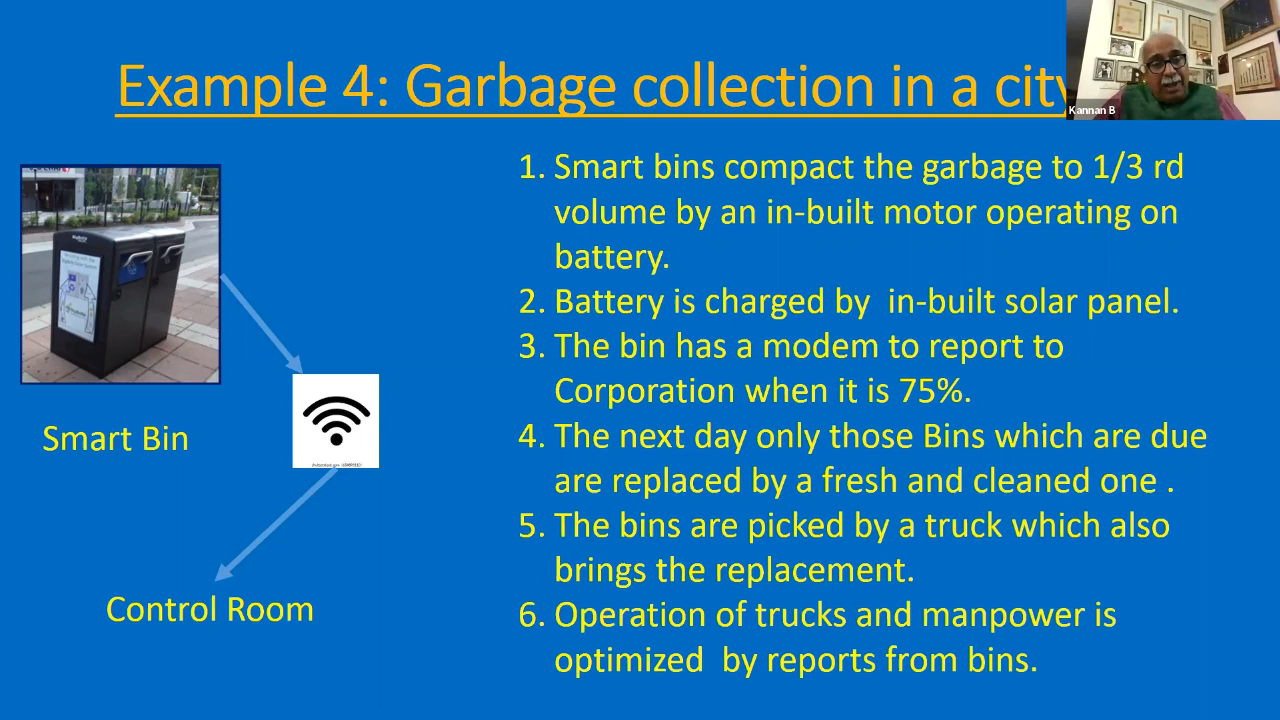 Example 4: Garbage collection in a city
Kannan B
1. Smart bins compact the garbage to 1/3 rd
volume by an in-built motor operating on
battery.
2. Battery is charged by  in-built solar panel.
3. The bin has a modem to report to
Corporation when it is 75%.
4. The next day only those Bins which are due
are replaced by a fresh and cleaned one .
5. The bins are picked by a truck which also
brings the replacement.
6. Operation of trucks and manpower is
optimized  by reports from bins.
Smart Bin
Control Room